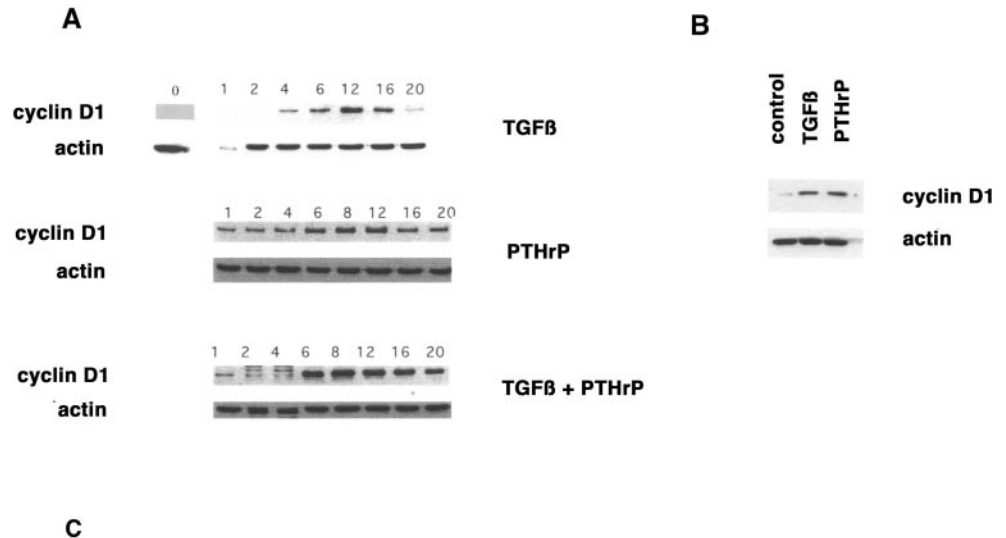 A
B
0 1 2 4 6 12 16 20
cyclin D1
actin
TGFß
control
TGFß
PTHrP
cyclin D1
actin
1 2 4 6 8 12 16 20
cyclin D1
actin
PTHrP
1 2 4 6 8 12 16 20
cyclin D1
actin
TGFß + PTHrP
C